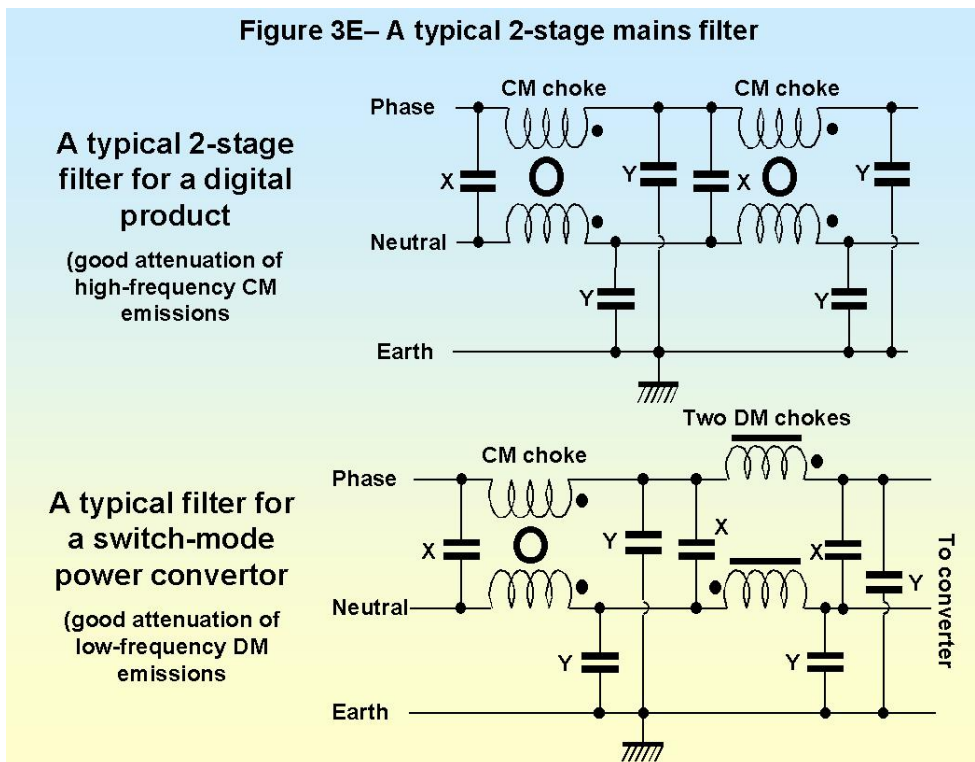 Figure 3E– A typical 2-stage mains filter
A typical 2-stage
filter for a digital
product
(good attenuation of
high-frequency CM
emissions
CM choke
CM choke
Phase
X
Y
X
Y
Neutral
Y
Y
Earth
A typical filter for
a switch-mode
power convertor
(good attenuation of
low-frequency DM
emissions
Two DM chokes
CM choke
Phase
X
Y
X
X
Y
Neutral
Y
Y
Earth
To converter